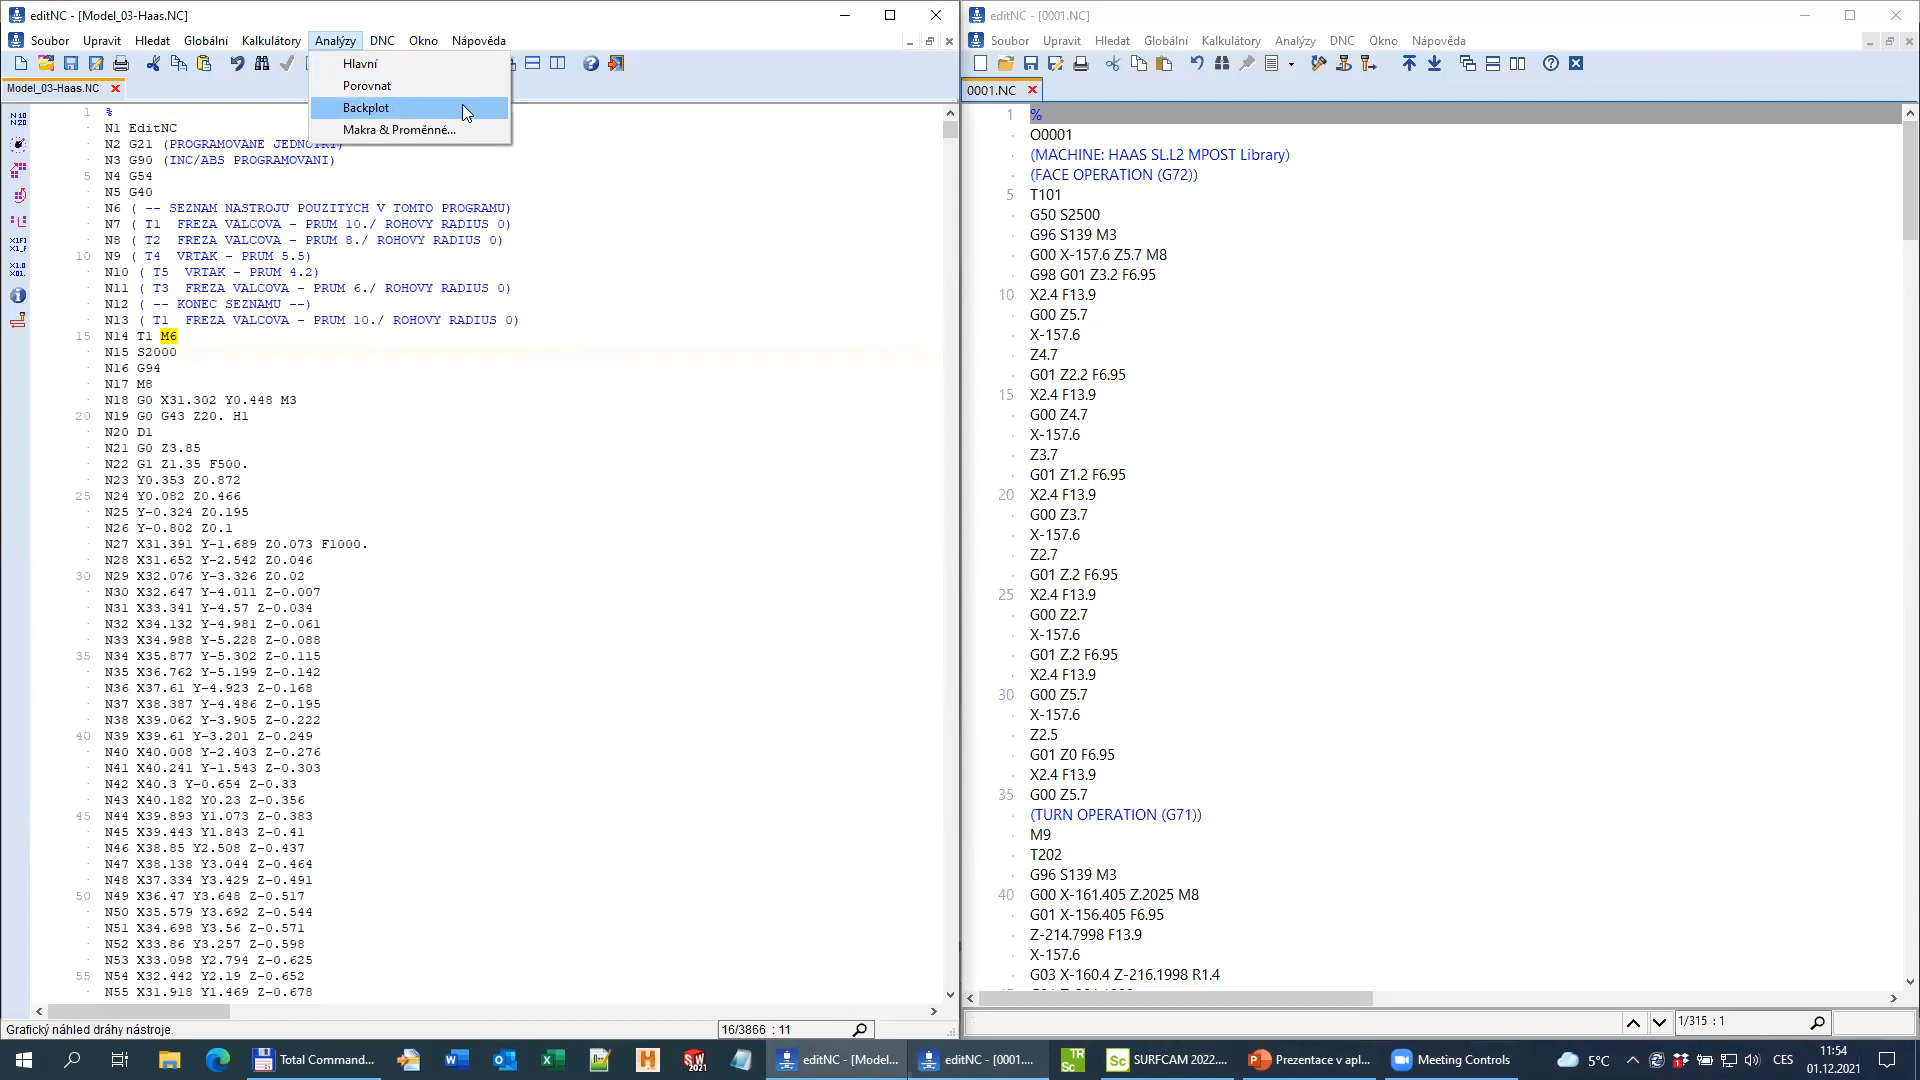 editNC - [Model_03-Haas.NC]
Soubor Upravit Hledat Globální Kalkulátory Analýzy DNC Okno Nápověda
Hlavní
Porovnat
Backplot
Makra & Proměnné...
Model_03-Haas.NC
1 %
N1 EditNC
N2 G21 (PROGRAMOVANE JEDNOTKY)
N3 G90 (INC/ABS PROGRAMOVANI)
5 N4 G54
N5 G40
N6 ( -- SEZNAM NASTROJU POUZITYCH V TOMTO PROGRAMU)
N7 ( T1 FREZA VALCOVA - PRUM 10./ ROHOVY RADIUS 0)
N8 ( T2 FREZA VALCOVA - PRUM 8./ ROHOVY RADIUS 0)
10 N9 ( T4 VRTAK - PRUM 5.5)
N10 ( T5 VRTAK - PRUM 4.2)
N11 ( T3 FREZA VALCOVA - PRUM 6./ ROHOVY RADIUS 0)
N12 ( -- KONEC SEZNAMU --)
N13 ( T1 FREZA VALCOVA - PRUM 10./ ROHOVY RADIUS 0)
15 N14 T1 M6
N15 S2000
N16 G94
N17 M8
N18 G0 X31.302 Y0.448 M3
20 N19 G0 G43 Z20. H1
N20 D1
N21 G0 Z3.85
N22 G1 Z1.35 F500.
N23 Y0.353 Z0.872
25 N24 Y0.082 Z0.466
N25 Y-0.324 Z0.195
N26 Y-0.802 Z0.1
N27 X31.391 Y-1.689 Z0.073 F1000.
N28 X31.652 Y-2.542 Z0.046
30 N29 X32.076 Y-3.326 Z0.02
N30 X32.647 Y-4.011 Z-0.007
N31 X33.341 Y-4.57 Z-0.034
N32 X34.132 Y-4.981 Z-0.061
N33 X34.988 Y-5.228 Z-0.088
35 N34 X35.877 Y-5.302 Z-0.115
N35 X36.762 Y-5.199 Z-0.142
N36 X37.61 Y-4.923 Z-0.168
N37 X38.387 Y-4.486 Z-0.195
N38 X39.062 Y-3.905 Z-0.222
40 N39 X39.61 Y-3.201 Z-0.249
N40 X40.008 Y-2.403 Z-0.276
N41 X40.241 Y-1.543 Z-0.303
N42 X40.3 Y-0.654 Z-0.33
N43 X40.182 Y0.23 Z-0.356
45 N44 X39.893 Y1.073 Z-0.383
N45 X39.443 Y1.843 Z-0.41
N46 X38.85 Y2.508 Z-0.437
N47 X38.138 Y3.044 Z-0.464
N48 X37.334 Y3.429 Z-0.491
50 N49 X36.47 Y3.648 Z-0.517
N50 X35.579 Y3.692 Z-0.544
N51 X34.698 Y3.56 Z-0.571
N52 X33.86 Y3.257 Z-0.598
N53 X33.098 Y2.794 Z-0.625
55 N54 X32.442 Y2.19 Z-0.652
N55 X31.918 Y1.469 Z-0.678
Grafický náhled dráhy nástroje
16/3866 : 11
editNC - [0001.NC]
Soubor Upravit Hledat Globální Kalkulátory Analýzy DNC Okno Nápověda
0001.NC
1 %
O0001
(MACHINE: HAAS SL.L2 MPOST Library)
(FACE OPERATION (G72))
5 T101
G50 S2500
G96 S139 M3
G00 X-157.6 Z5.7 M8
G98 G01 Z3.2 F6.95
10 X2.4 F13.9
G00 Z5.7
X-157.6
Z4.7
G01 Z2.2 F6.95
15 X2.4 F13.9
G00 Z4.7
X-157.6
Z3.7
G01 Z1.2 F6.95
20 X2.4 F13.9
G00 Z3.7
X-157.6
Z2.7
G01 Z.2 F6.95
25 X2.4 F13.9
G00 Z2.7
X-157.6
G01 Z.2 F6.95
X2.4 F13.9
30 G00 Z5.7
X-157.6
Z2.5
G01 Z0 F6.95
X2.4 F13.9
35 G00 Z5.7
(TURN OPERATION (G71))
M9
T202
G96 S139 M3
40 G00 X-161.405 Z.2025 M8
G01 X-156.405 F6.95
Z-214.7998 F13.9
X-157.6
G03 X-160.4 Z-216.1998 R1.4
1/315 : 1
Total Command...
editNC - [Model...
editNC - [0001....
SURFCAM 2022....
Prezentace v apl...
Meeting Controls
5°C
CES
11:54
01.12.2021